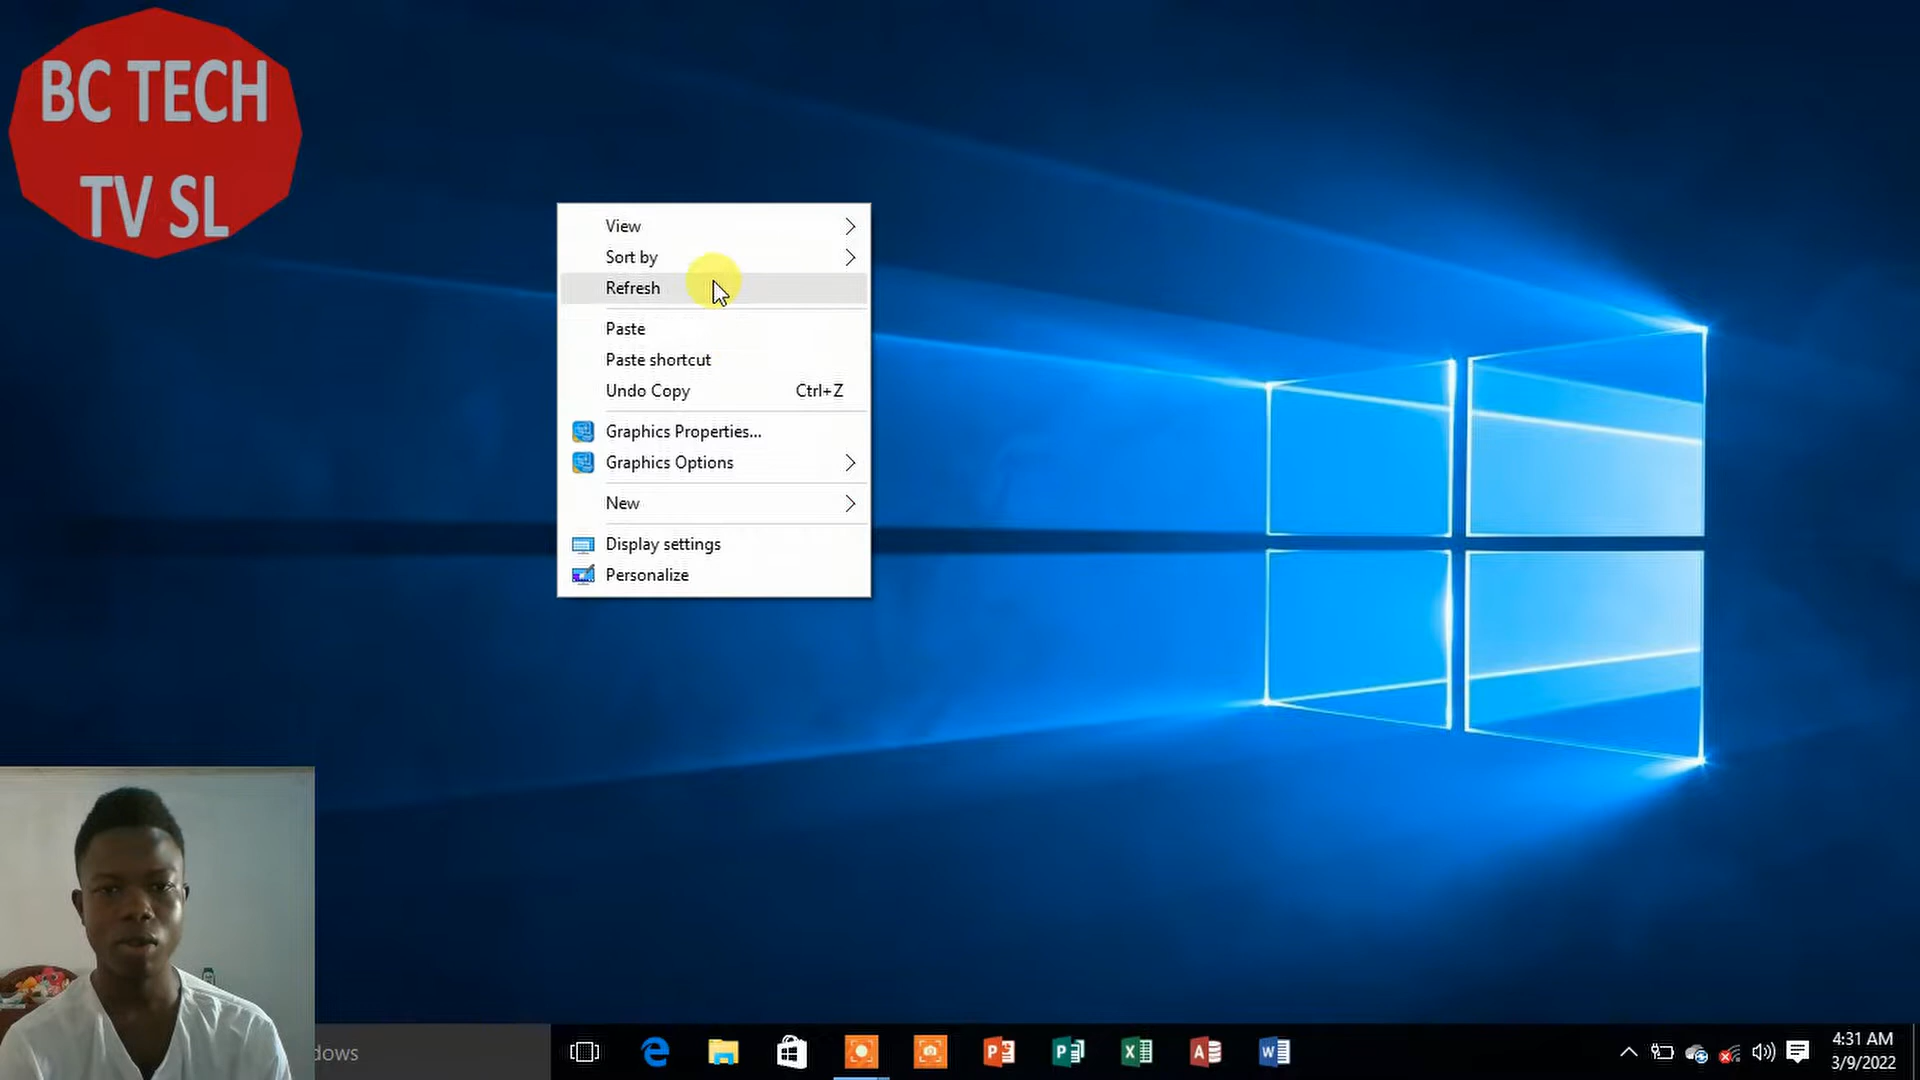 BC TECH
TV SL
View
Sort by
Refresh
Paste
Paste shortcut
Undo Copy Ctrl+Z
Graphics Properties...
Graphics Options
New
Display settings
Personalize
dows
4:31 AM
3/9/2022